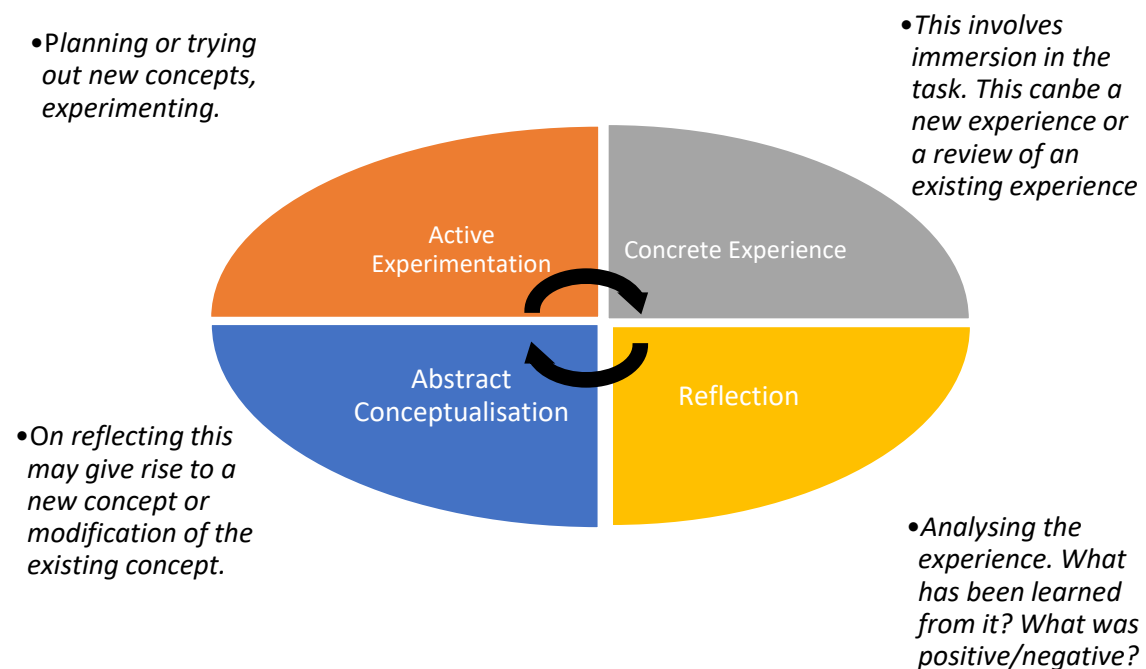 •Planning or trying
out new concepts,
experimenting.
•This involves
immersion in the
task. This canbe a
new experience or
a review of an
existing experience
Active
Experimentation
Concrete Experience
Abstract
Conceptualisation
Reflection
•On reflecting this
may give rise to a
new concept or
modification of the
existing concept.
•Analysing the
experience. What
has been learned
from it? What was
positive/negative?